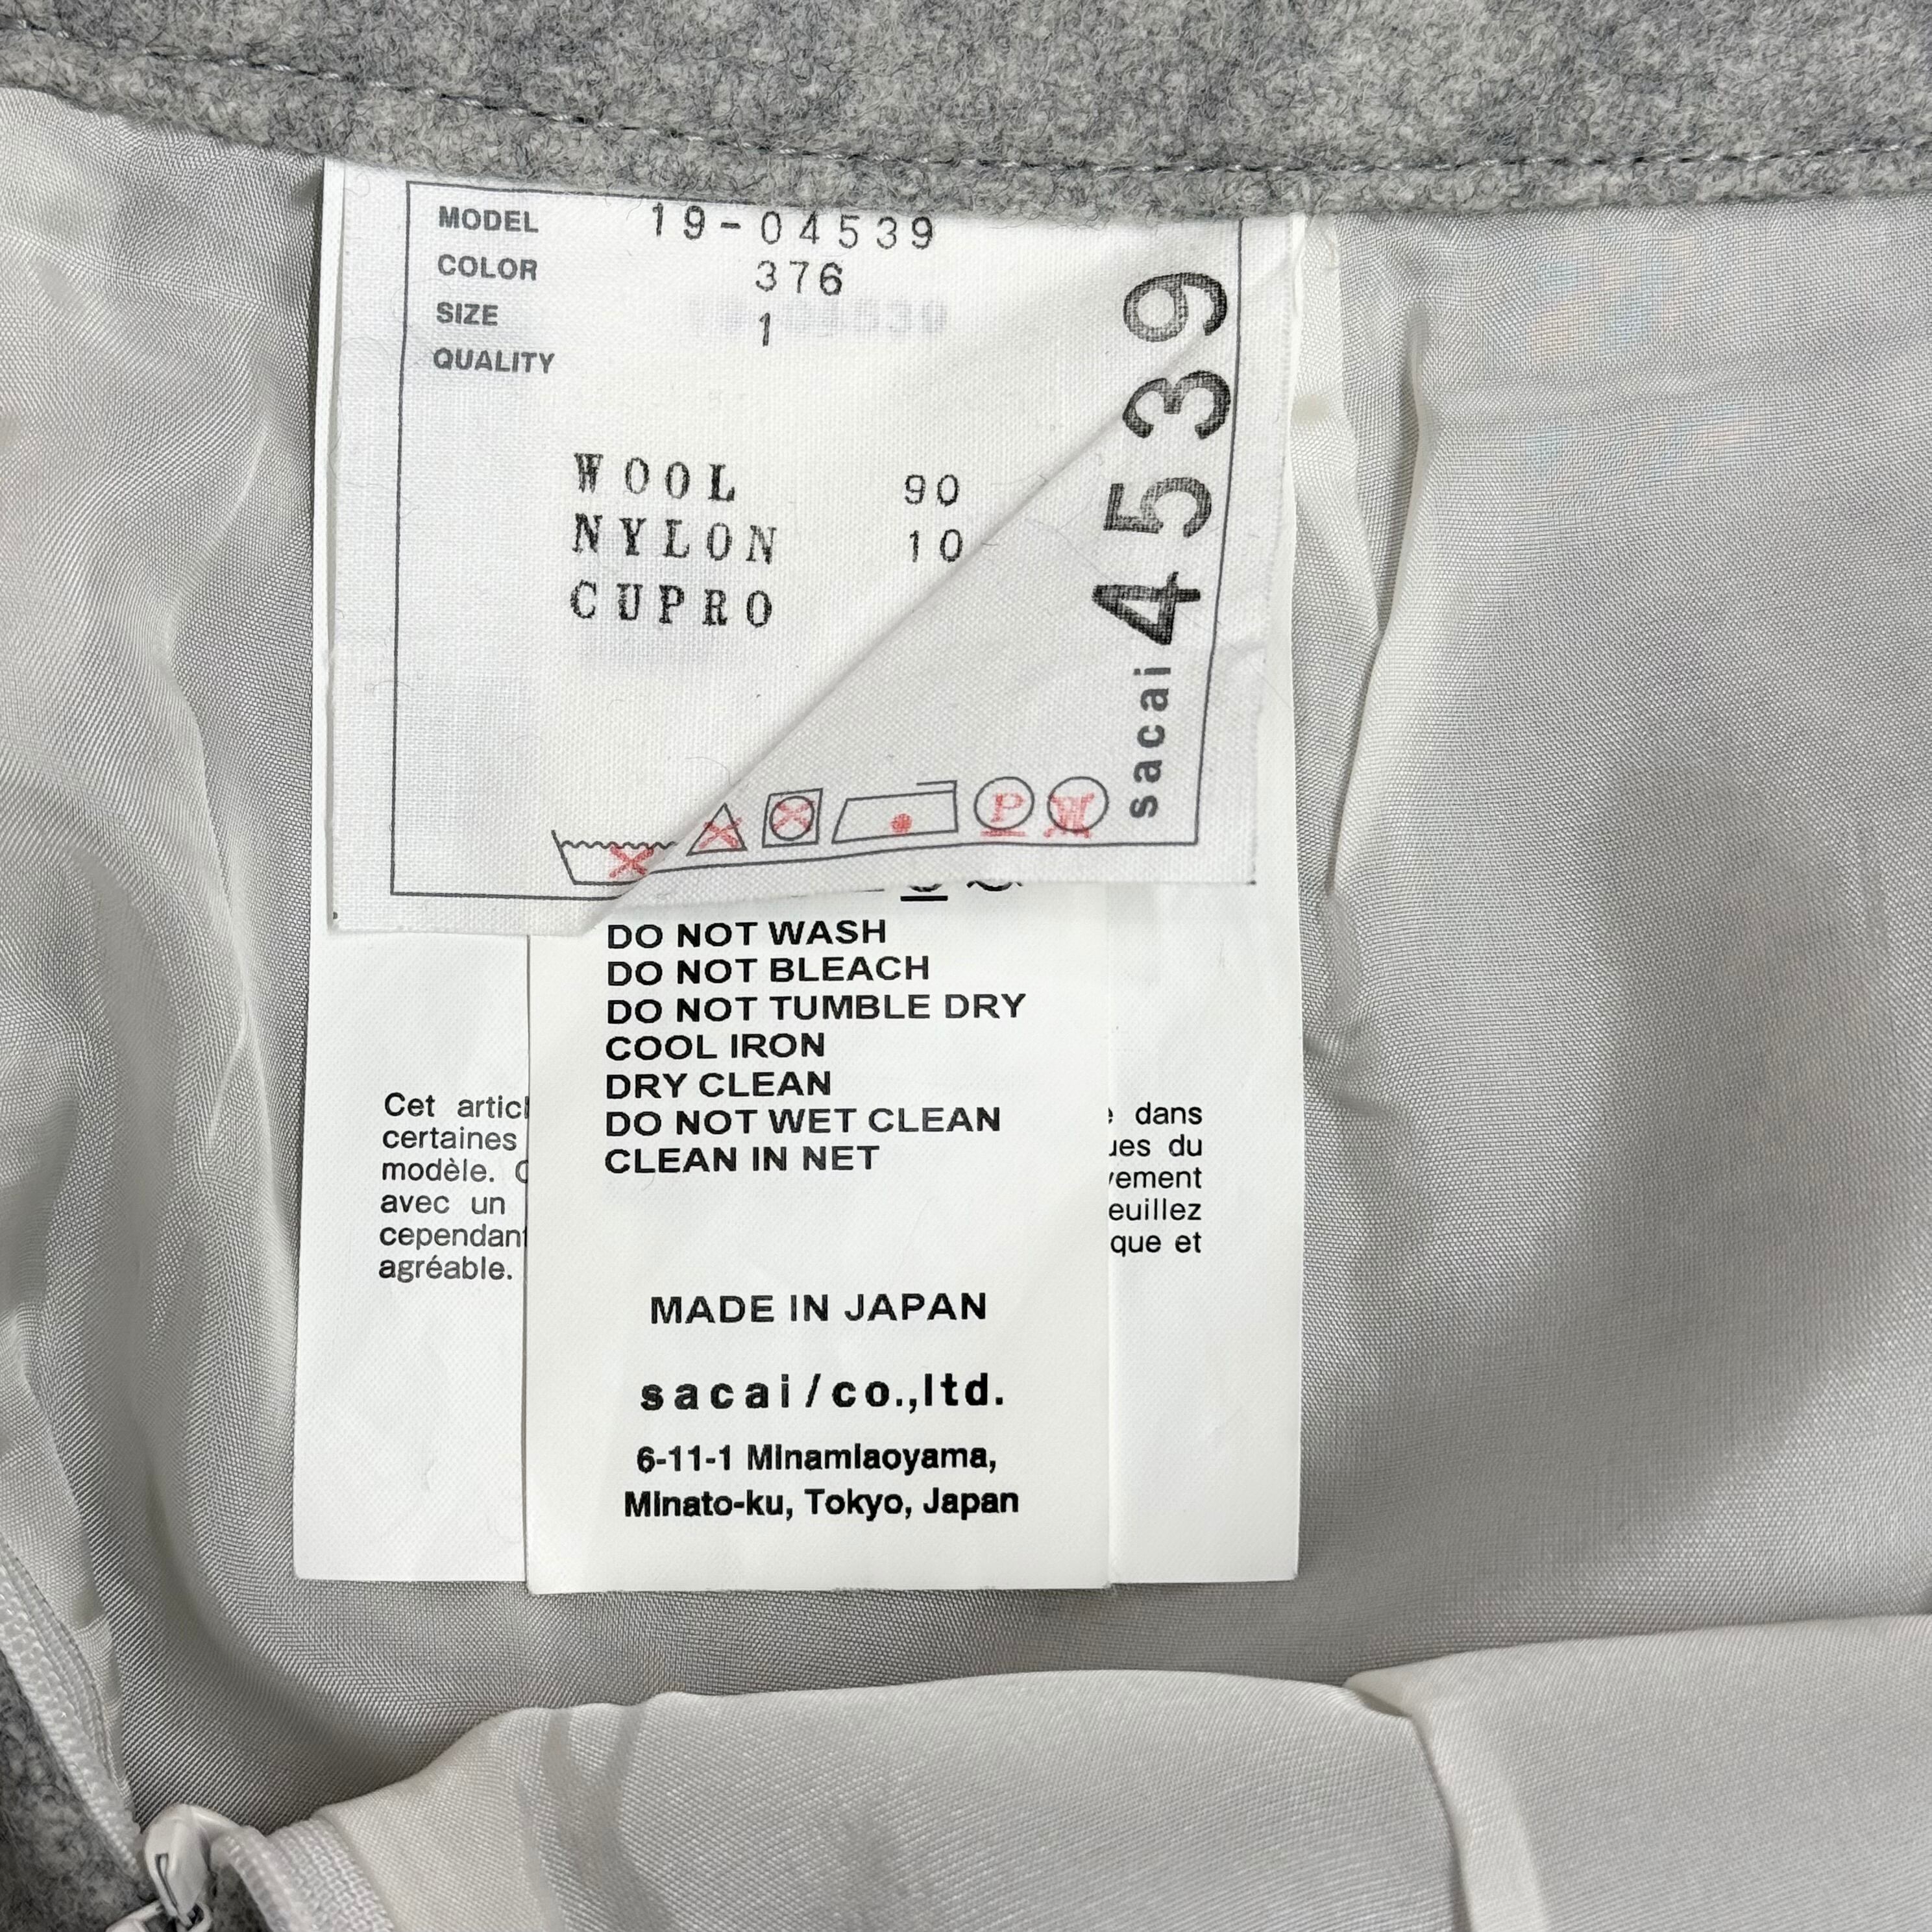 MODEL 19-04539
COLOR 376
SIZE 1
QUALITY
WOOL 90
NYLON 10
CUPRO
sacai 4539
P
W
DO NOT WASH
DO NOT BLEACH
DO NOT TUMBLE DRY
COOL IRON
DRY CLEAN
DO NOT WET CLEAN
CLEAN IN NET
MADE IN JAPAN
sacai/co.,ltd.
6-11-1 Minamiaoyama,
Minato-ku, Tokyo, Japan
Cet dans
certaines du
modèle.
avec un
cependant que et
agréable.